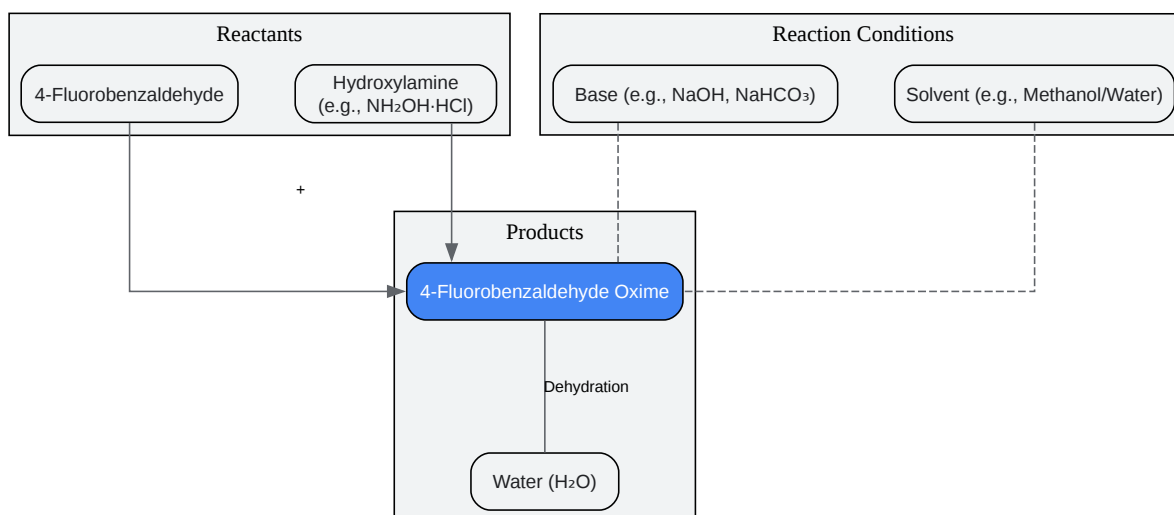 Reactants
Reaction Conditions
4-Fluorobenzaldehyde
Hydroxylamine
(e.g., NH₂OH·HCl)
Base (e.g., NaOH, NaHCO₃)
Solvent (e.g., Methanol/Water)
+
Products
4-Fluorobenzaldehyde Oxime
Dehydration
Water (H₂O)